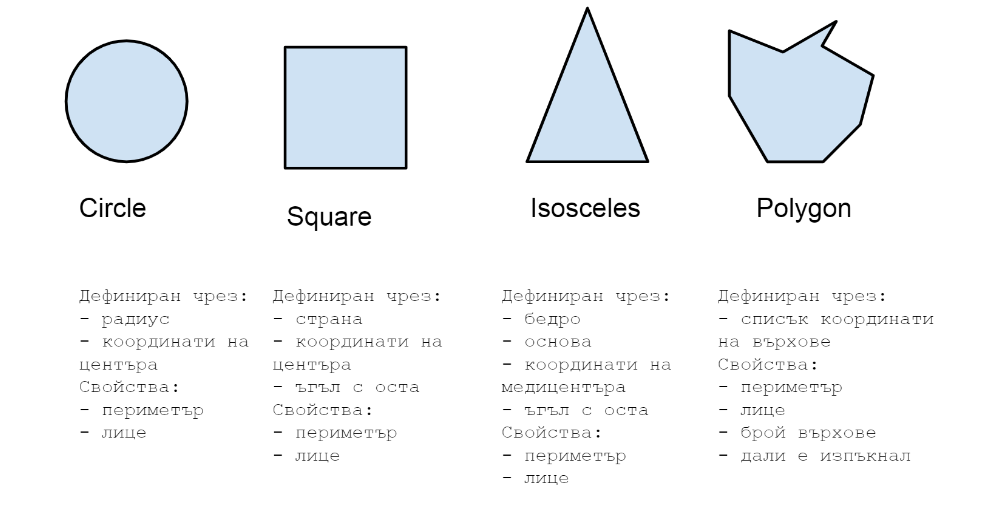 Circle
Square
Isosceles
Polygon
Дефиниран чрез:
- радиус
- координати на
центъра
Свойства:
- периметър
- лице
Дефиниран чрез:
- страна
- координати на
центъра
- ъгъл с оста
Свойства:
- периметър
- лице
Дефиниран чрез:
- бедро
- основа
- координати на
медицентъра
- ъгъл с оста
Свойства:
- периметър
- лице
Дефиниран чрез:
- списък координати
на върхове
Свойства:
- периметър
- лице
- брой върхове
- дали е изпъкнал